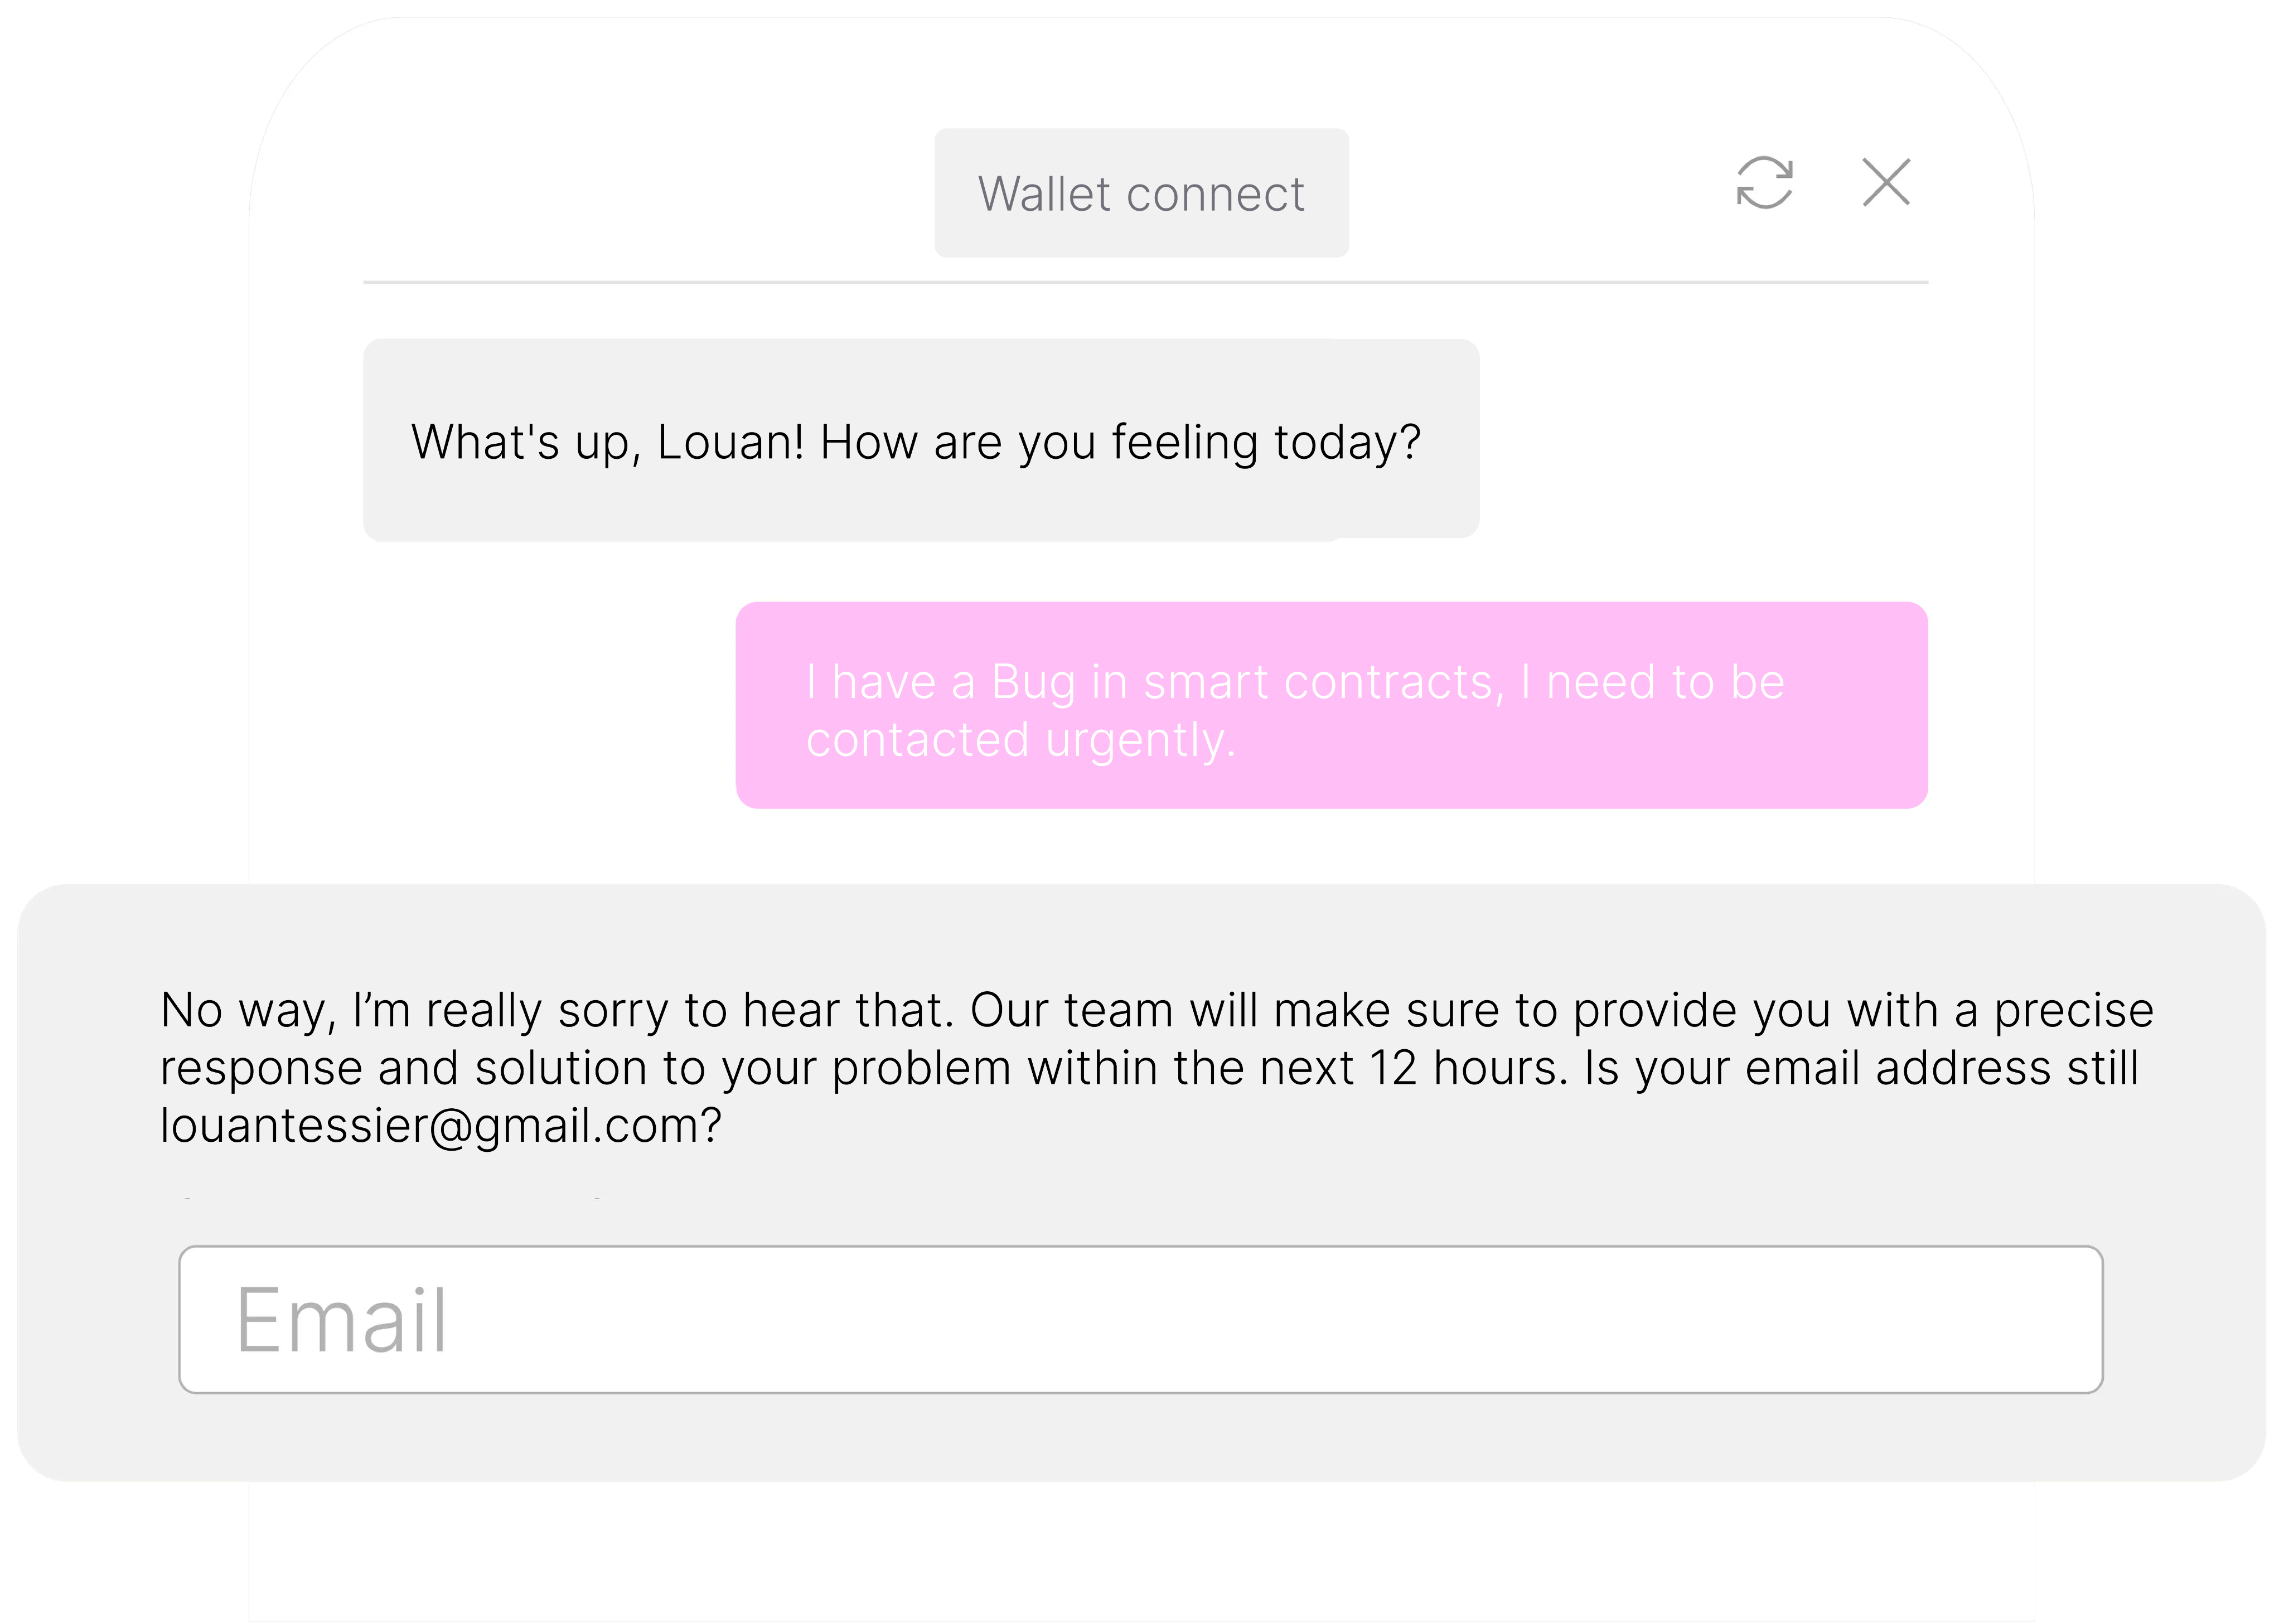 Wallet connect
What's up, Louan! How are you feeling today?
I have a Bug in smart contracts, I need to be
contacted urgently.
No way, I’m really sorry to hear that. Our team will make sure to provide you with a precise
response and solution to your problem within the next 12 hours. Is your email address still
louantessier@gmail.com?
Email